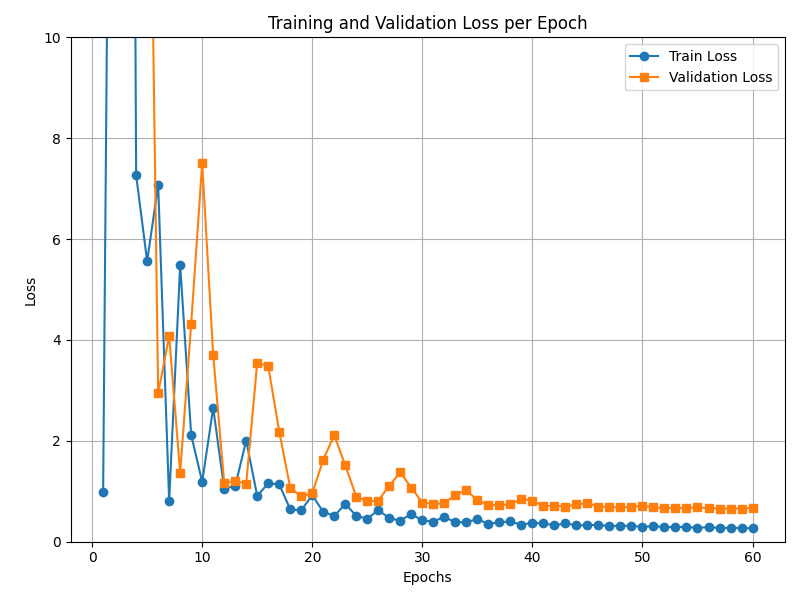 Training and Validation Loss per Epoch
Train Loss
Validation Loss
10
8
6
4
2
0
Loss
0 10 20 30 40 50 60
Epochs